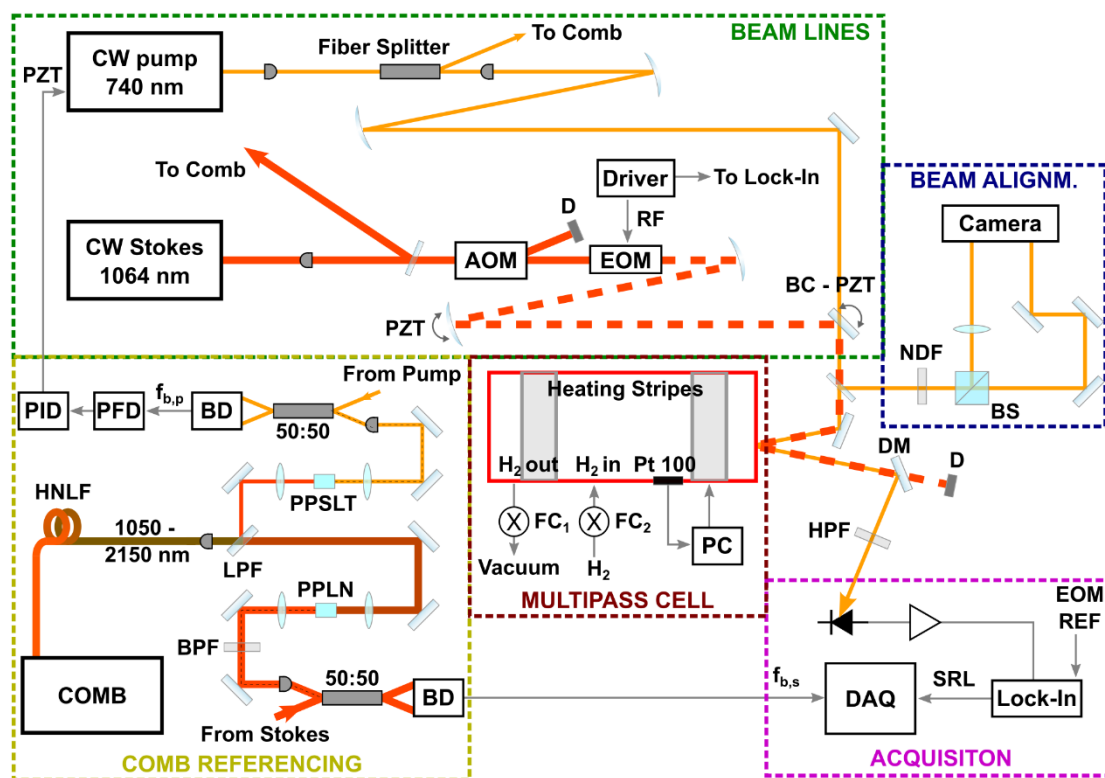 BEAM LINES
To Comb
Fiber Splitter
PZT
CW pump
740 nm
To Comb
Driver
To Lock-In
D
RF
CW Stokes
1064 nm
AOM
EOM
PZT
BC - PZT
BEAM ALIGNM.
Camera
NDF
BS
From Pump
PID
PFD
f_b,p
BD
50:50
HNLF
PPSLT
1050 -
2150 nm
LPF
PPLN
BPF
COMB
50:50
BD
From Stokes
COMB REFERENCING
Heating Stripes
H2 out
H2 in
Pt 100
FC1
FC2
PC
Vacuum
H2
MULTIPASS CELL
DM
D
HPF
EOM
REF
f_b,s
DAQ
SRL
Lock-In
ACQUISITON